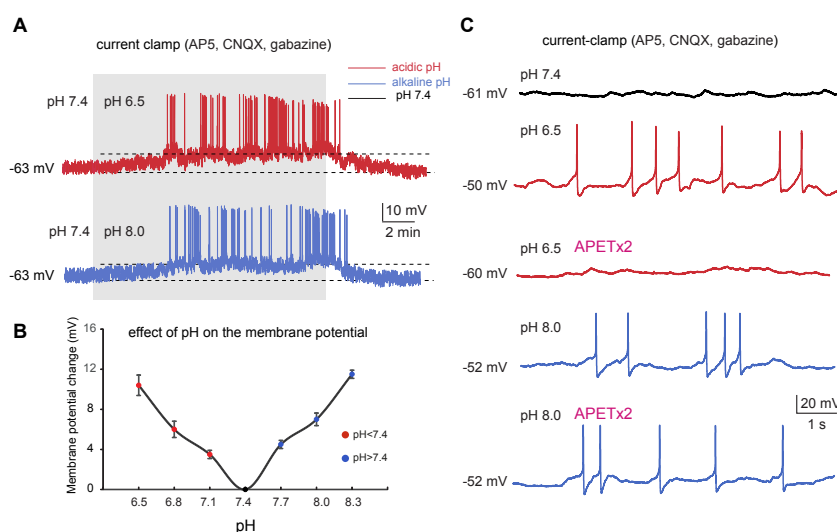 A
current clamp (AP5, CNQX, gabazine)
acidic pH
alkaline pH
pH 7.4
pH 7.4
pH 6.5
-63 mV
pH 7.4
pH 8.0
10 mV
2 min
-63 mV
B
effect of pH on the membrane potential
Membrane potential change (mV)
16
12
8
4
0
pH<7.4
pH>7.4
6.5 6.8 7.1 7.4 7.7 8.0 8.3
pH
C
current-clamp (AP5, CNQX, gabazine)
pH 7.4
-61 mV
pH 6.5
-50 mV
pH 6.5 APETx2
-60 mV
pH 8.0
-52 mV
pH 8.0 APETx2
20 mV
1 s
-52 mV